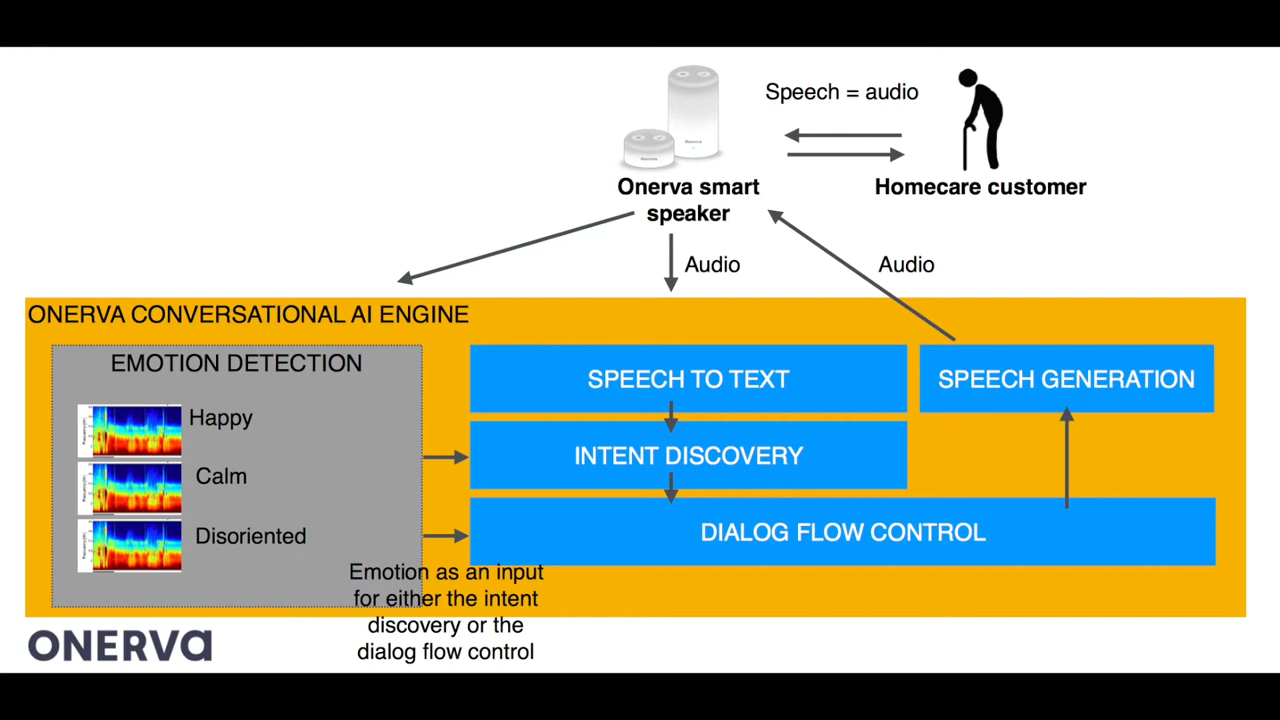 Speech = audio
Onerva smart
speaker
Homecare customer
Audio
Audio
ONERVA CONVERSATIONAL AI ENGINE
EMOTION DETECTION
Happy
Calm
Disoriented
SPEECH TO TEXT
SPEECH GENERATION
INTENT DISCOVERY
DIALOG FLOW CONTROL
Emotion as an input
for either the intent
discovery or the
dialog flow control
ONERVA